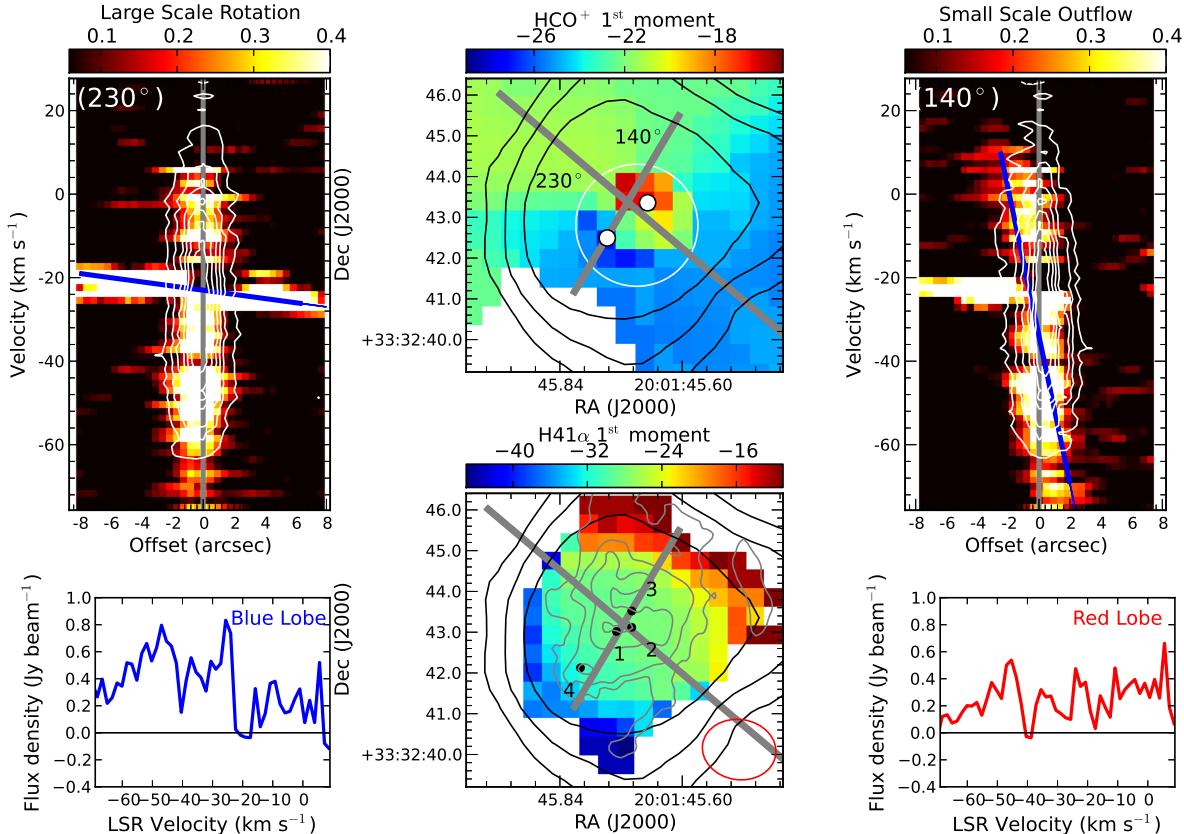 Large Scale Rotation
0.1 0.2 0.3 0.4
(230°)
20
0
-20
-40
-60
Velocity (km s⁻¹)
-8 -6 -4 -2 0 2 4 6 8
Offset (arcsec)
HCO⁺ 1ˢᵗ moment
−26 −22 −18
46.0
45.0
44.0
43.0
42.0
41.0
+33:32:40.0
Dec (J2000)
140°
230°
45.84 20:01:45.60
RA (J2000)
Small Scale Outflow
0.1 0.2 0.3 0.4
(140°)
20
0
-20
-40
-60
Velocity (km s⁻¹)
-8 -6 -4 -2 0 2 4 6 8
Offset (arcsec)
H41α 1ˢᵗ moment
−40 −32 −24 −16
46.0
45.0
44.0
43.0
42.0
41.0
+33:32:40.0
Dec (J2000)
3
1
2
4
45.84 20:01:45.60
RA (J2000)
Blue Lobe
1.0
0.8
0.6
0.4
0.2
0.0
−0.2
−0.4
Flux density (Jy beam⁻¹)
−60 −50 −40 −30 −20 −10 0
LSR Velocity (km s⁻¹)
Red Lobe
1.0
0.8
0.6
0.4
0.2
0.0
−0.2
−0.4
Flux density (Jy beam⁻¹)
−60 −50 −40 −30 −20 −10 0
LSR Velocity (km s⁻¹)